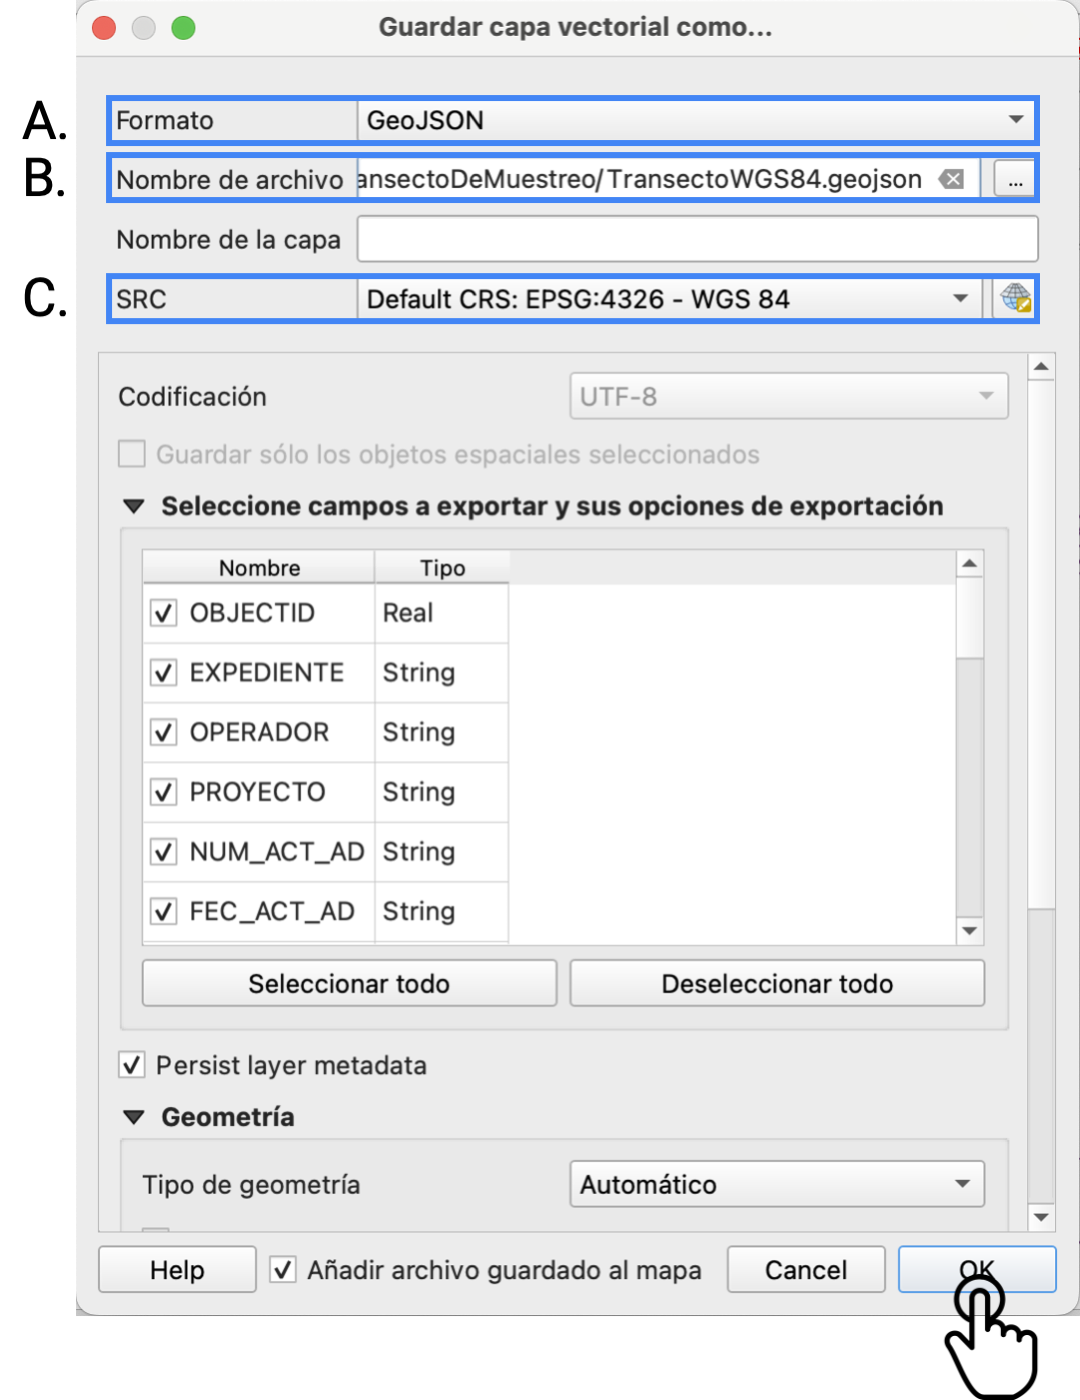 Guardar capa vectorial como...
A. Formato GeoJSON
B. Nombre de archivo ansectoDeMuestreo/TransectoWGS84.geojson ...
Nombre de la capa
C. SRC Default CRS: EPSG:4326 - WGS 84
Codificación UTF-8
Guardar sólo los objetos espaciales seleccionados
Seleccione campos a exportar y sus opciones de exportación
Nombre Tipo
OBJECTID Real
EXPEDIENTE String
OPERADOR String
PROYECTO String
NUM_ACT_AD String
FEC_ACT_AD String
Seleccionar todo Deseleccionar todo
Persist layer metadata
Geometría
Tipo de geometría Automático
Help Añadir archivo guardado al mapa Cancel OK